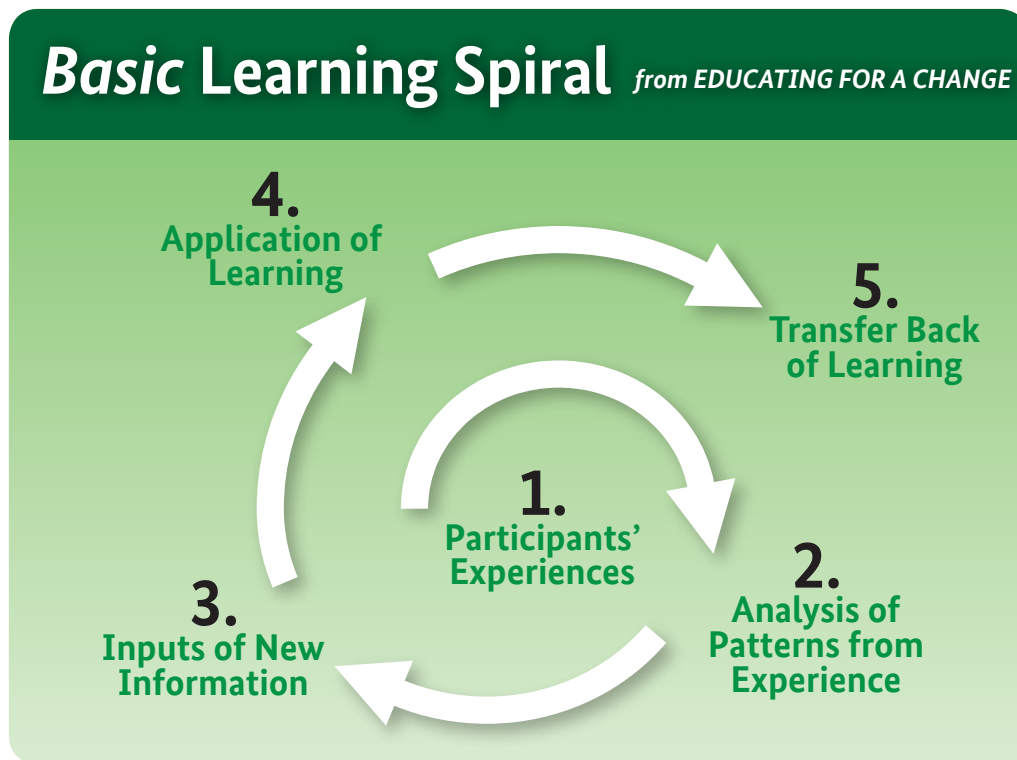 Basic Learning Spiral from EDUCATING FOR A CHANGE
1.
Participants’
Experiences
2.
Analysis of
Patterns from
Experience
3.
Inputs of New
Information
4.
Application of
Learning
5.
Transfer Back
of Learning